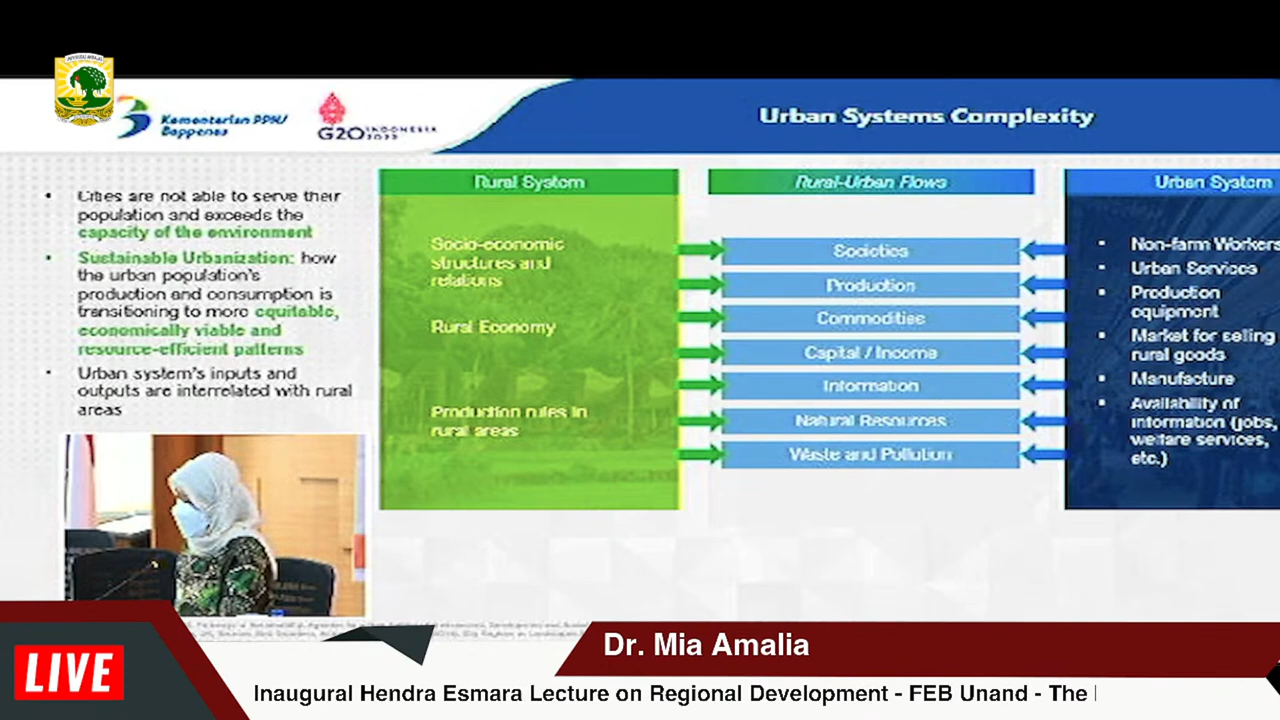 Kementerian PPN/
Bappenas
G20 INDONESIA
2022
Urban Systems Complexity
• Cities are not able to serve their
population and exceeds the
capacity of the environment
• Sustainable Urbanization: how
the urban population's
production and consumption is
transitioning to more equitable,
economically viable and
resource-efficient patterns
• Urban system's inputs and
outputs are interrelated with rural
areas
Rural System
Socio-economic
structures and
relations
Rural Economy
Production rules in
rural areas
Rural-Urban Flows
Societies
Production
Commodities
Capital / Income
Information
Natural Resources
Waste and Pollution
Urban System
• Non-farm Workers
• Urban Services
• Production
equipment
• Market for selling
rural goods
• Manufacture
• Availability of
information (jobs,
welfare services,
etc.)
Dr. Mia Amalia
LIVE
Inaugural Hendra Esmara Lecture on Regional Development - FEB Unand - The